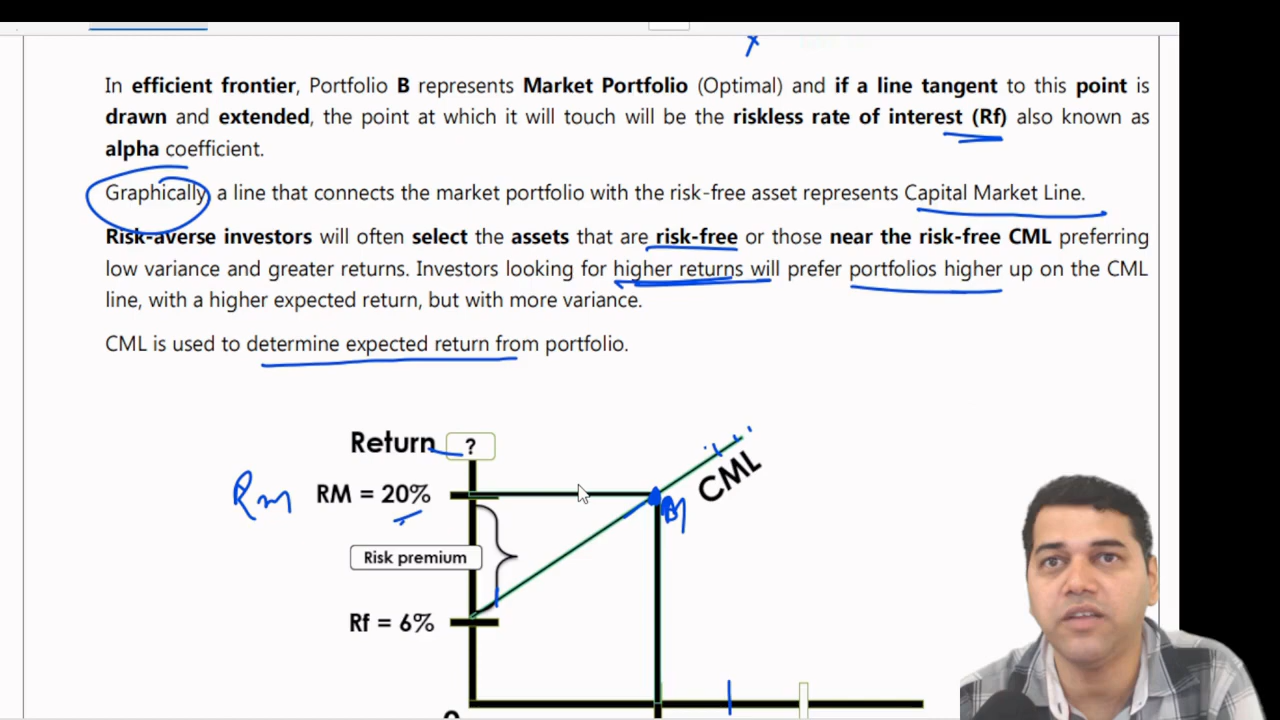 In efficient frontier, Portfolio B represents Market Portfolio (Optimal) and if a line tangent to this point is
drawn and extended, the point at which it will touch will be the riskless rate of interest (Rf) also known as
alpha coefficient.
Graphically, a line that connects the market portfolio with the risk-free asset represents Capital Market Line.
Risk-averse investors will often select the assets that are risk-free or those near the risk-free CML preferring
low variance and greater returns. Investors looking for higher returns will prefer portfolios higher up on the CML
line, with a higher expected return, but with more variance.
CML is used to determine expected return from portfolio.
Return ?
Rm RM = 20%
CML
B
Risk premium
Rf = 6%